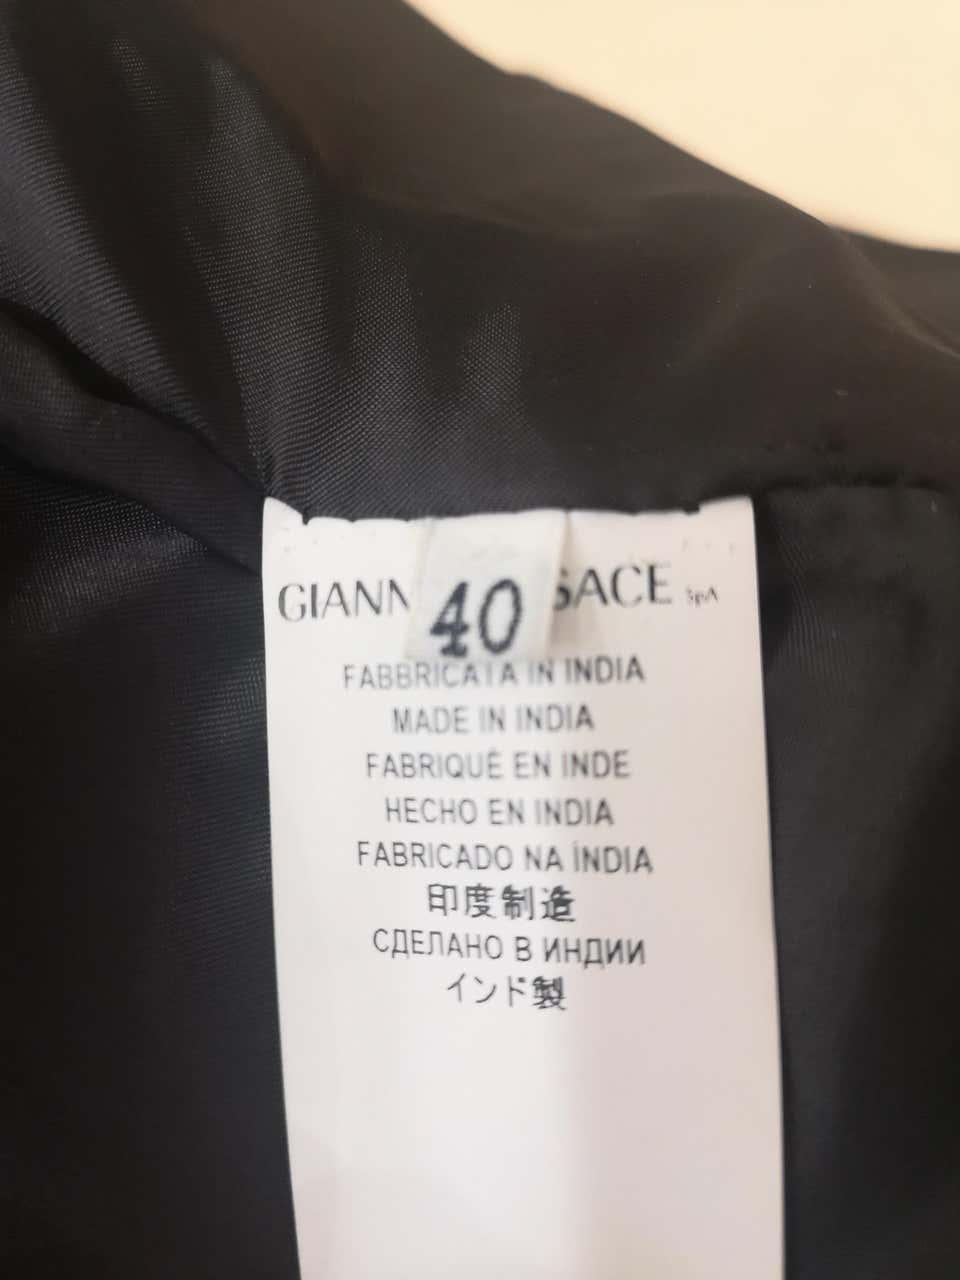 GIANN SACE SpA
40
FABBRICATA IN INDIA
MADE IN INDIA
FABRIQUÉ EN INDE
HECHO EN INDIA
FABRICADO NA ÍNDIA
印度制造
СДЕЛАНО В ИНДИИ
インド製